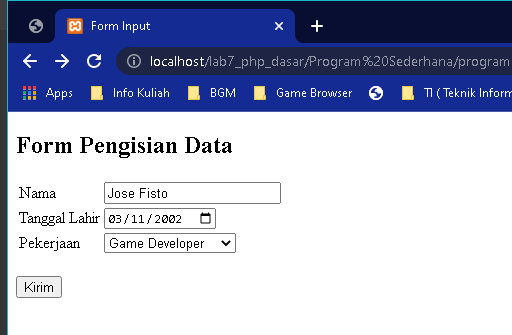 Form Input
localhost/lab7_php_dasar/Program%20Sederhana/program
Apps Info Kuliah BGM Game Browser TI ( Teknik Inform
Form Pengisian Data
Nama Jose Fisto
Tanggal Lahir 03/11/2002
Pekerjaan Game Developer
Kirim